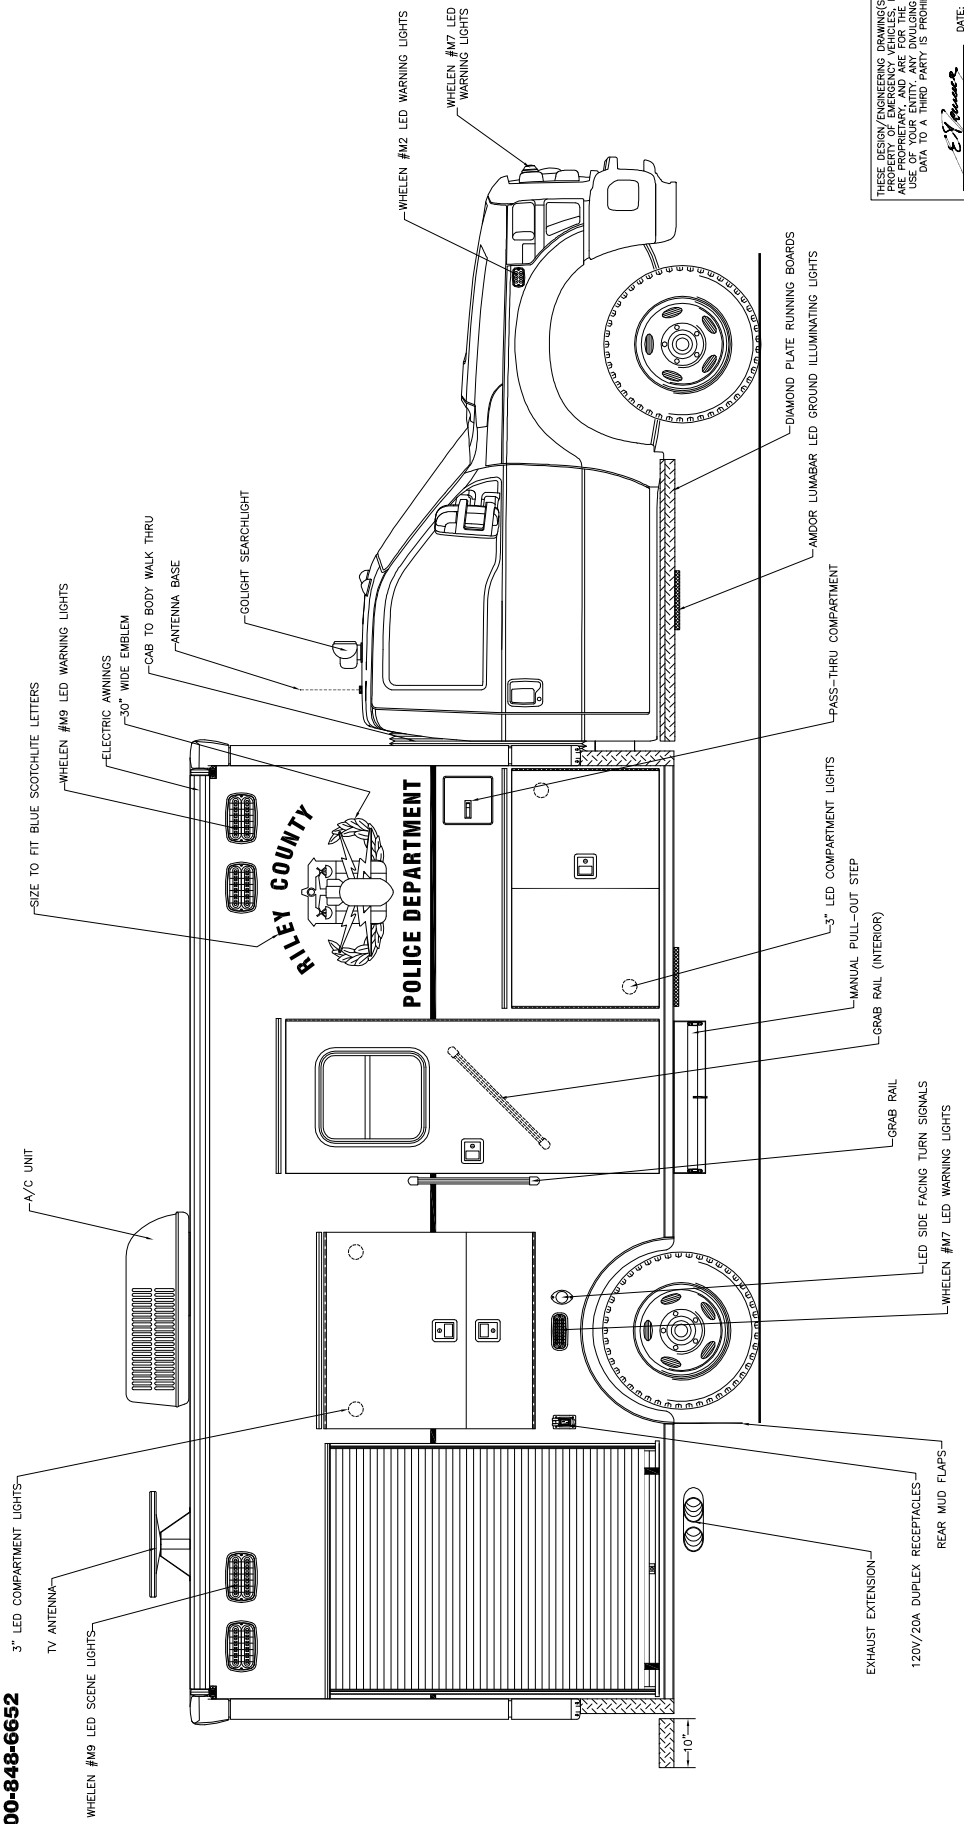 00-848-6652
3" LED COMPARTMENT LIGHTS
TV ANTENNA
WHELEN #M9 LED SCENE LIGHTS
A/C UNIT
SIZE TO FIT BLUE SCOTCHLITE LETTERS
WHELEN #M9 LED WARNING LIGHTS
ELECTRIC AWNINGS
30" WIDE EMBLEM
CAB TO BODY WALK THRU
ANTENNA BASE
GOLIGHT SEARCHLIGHT
WHELEN #M2 LED WARNING LIGHTS
WHELEN #M7 LED
WARNING LIGHTS
RILEY COUNTY
POLICE DEPARTMENT
10"
EXHAUST EXTENSION
120V/20A DUPLEX RECEPTACLES
REAR MUD FLAPS
WHELEN #M7 LED WARNING LIGHTS
LED SIDE FACING TURN SIGNALS
GRAB RAIL
GRAB RAIL (INTERIOR)
MANUAL PULL-OUT STEP
3" LED COMPARTMENT LIGHTS
PASS-THRU COMPARTMENT
AMDOR LUMABAR LED GROUND ILLUMINATING LIGHTS
DIAMOND PLATE RUNNING BOARDS
THESE DESIGN/ENGINEERING DRAWING(S
PROPERTY OF EMERGENCY VEHICLES,
ARE PROPRIETARY, AND ARE FOR THE
USE OF YOUR ENTITY. ANY DIVULGING
DATA TO A THIRD PARTY IS PROHI
DATE: